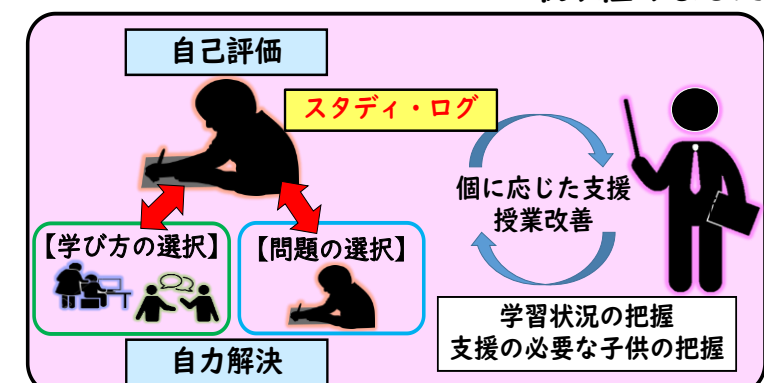 自己評価
スタディ・ログ
個に応じた支援
授業改善
【学び方の選択】
【問題の選択】
自力解決
学習状況の把握
支援の必要な子供の把握